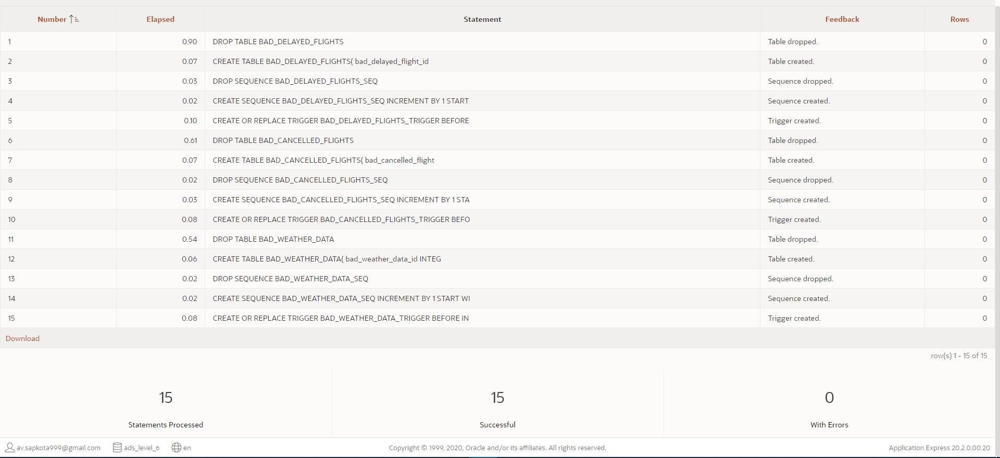 Number Elapsed Statement Feedback Rows
1 0.90 DROP TABLE BAD_DELAYED_FLIGHTS Table dropped. 0
2 0.07 CREATE TABLE BAD_DELAYED_FLIGHTS( bad_delayed_flight_id Table created. 0
3 0.03 DROP SEQUENCE BAD_DELAYED_FLIGHTS_SEQ Sequence dropped. 0
4 0.02 CREATE SEQUENCE BAD_DELAYED_FLIGHTS_SEQ INCREMENT BY 1 START Sequence created. 0
5 0.10 CREATE OR REPLACE TRIGGER BAD_DELAYED_FLIGHTS_TRIGGER BEFORE Trigger created. 0
6 0.61 DROP TABLE BAD_CANCELLED_FLIGHTS Table dropped. 0
7 0.07 CREATE TABLE BAD_CANCELLED_FLIGHTS( bad_cancelled_flight Table created. 0
8 0.02 DROP SEQUENCE BAD_CANCELLED_FLIGHTS_SEQ Sequence dropped. 0
9 0.03 CREATE SEQUENCE BAD_CANCELLED_FLIGHTS_SEQ INCREMENT BY 1 STA Sequence created. 0
10 0.08 CREATE OR REPLACE TRIGGER BAD_CANCELLED_FLIGHTS_TRIGGER BEFO Trigger created. 0
11 0.54 DROP TABLE BAD_WEATHER_DATA Table dropped. 0
12 0.06 CREATE TABLE BAD_WEATHER_DATA( bad_weather_data_id INTEG Table created. 0
13 0.02 DROP SEQUENCE BAD_WEATHER_DATA_SEQ Sequence dropped. 0
14 0.02 CREATE SEQUENCE BAD_WEATHER_DATA_SEQ INCREMENT BY 1 START WI Sequence created. 0
15 0.08 CREATE OR REPLACE TRIGGER BAD_WEATHER_DATA_TRIGGER BEFORE IN Trigger created. 0
Download
row(s) 1 - 15 of 15
15 15 0
Statements Processed Successful With Errors
av.sapkota999@gmail.com ads_level_6 en Copyright © 1999, 2020, Oracle and/or its affiliates. All rights reserved. Application Express 20.2.0.00.20